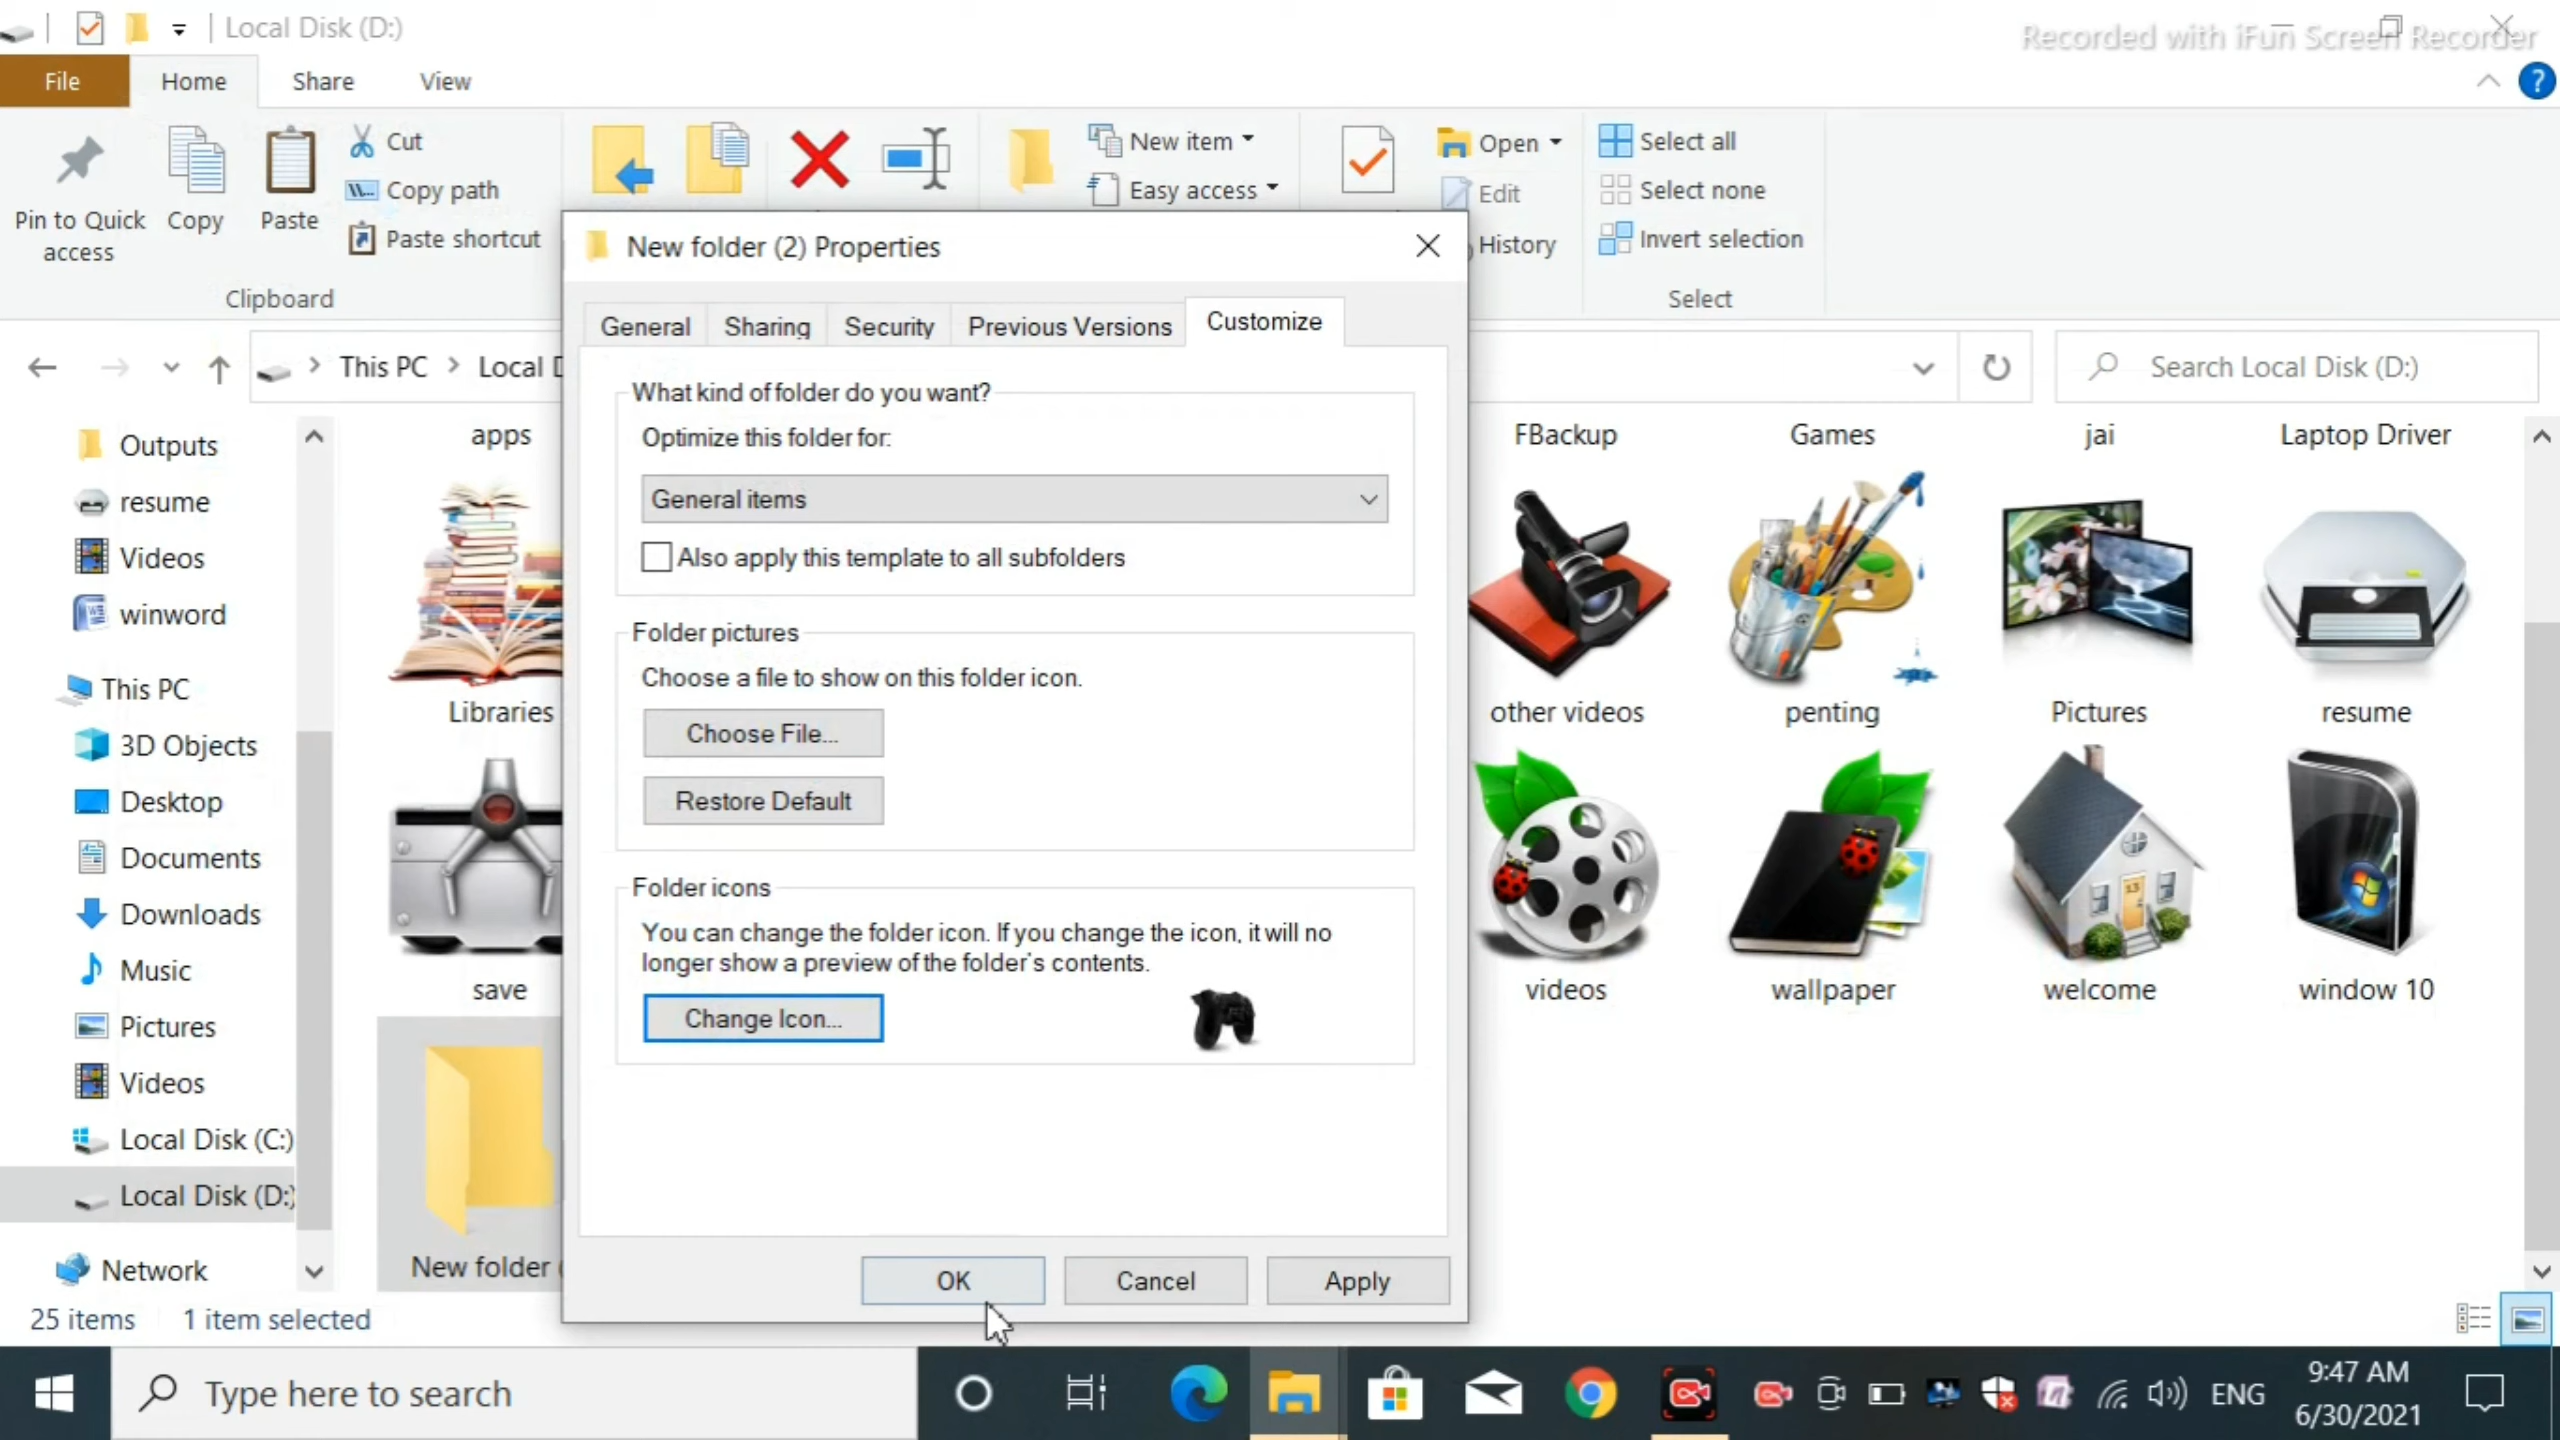 Local Disk (D:)
Recorded with iFun Screen Recorder
File
Home
Share
View
Pin to Quick
access
Copy
Paste
Cut
Copy path
Paste shortcut
Clipboard
New item
Easy access
Open
Edit
History
Select all
Select none
Invert selection
Select
This PC
Local D
Search Local Disk (D:)
Outputs
resume
Videos
winword
This PC
3D Objects
Desktop
Documents
Downloads
Music
Pictures
Videos
Local Disk (C:)
Local Disk (D:)
Network
apps
FBackup
Games
jai
Laptop Driver
Libraries
other videos
penting
Pictures
resume
save
videos
wallpaper
welcome
window 10
New folder (
New folder (2) Properties
General
Sharing
Security
Previous Versions
Customize
What kind of folder do you want?
Optimize this folder for:
General items
Also apply this template to all subfolders
Folder pictures
Choose a file to show on this folder icon.
Choose File...
Restore Default
Folder icons
You can change the folder icon. If you change the icon, it will no
longer show a preview of the folder's contents.
Change Icon...
OK
Cancel
Apply
25 items
1 item selected
Type here to search
ENG
9:47 AM
6/30/2021